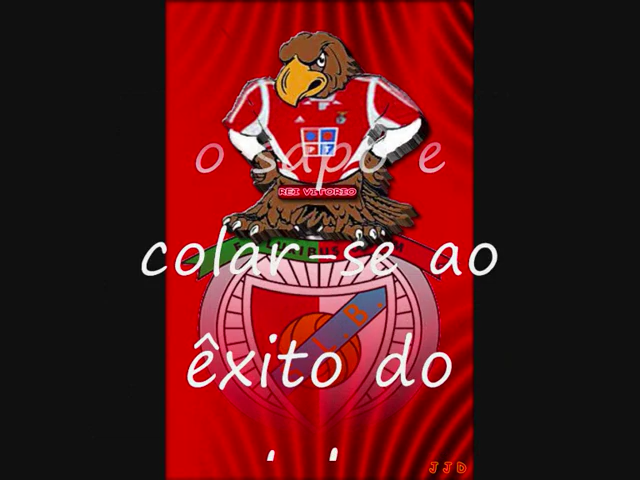 o sapo e
REI VITORIO
colar-se ao
L. B.
êxito do
JJD